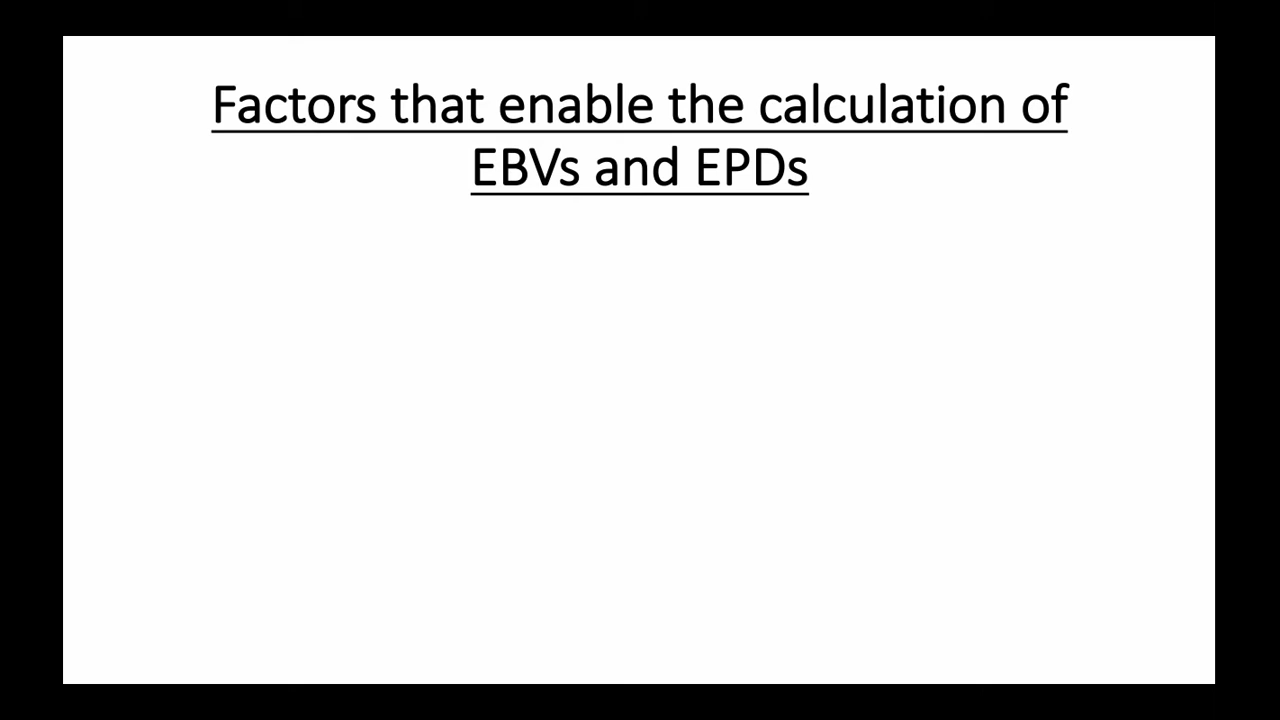 Factors that enable the calculation of
EBVs and EPDs